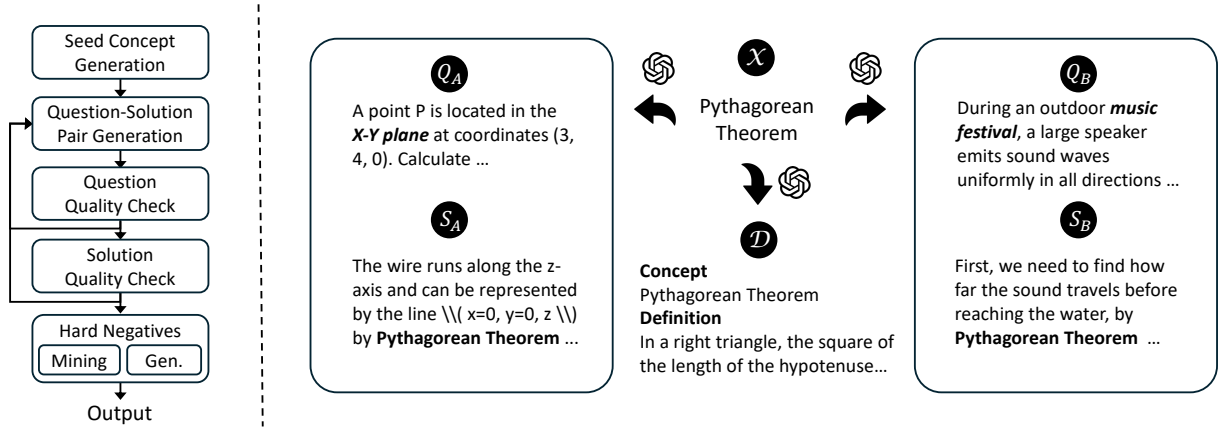 Seed Concept
Generation
Question-Solution
Pair Generation
Question
Quality Check
Solution
Quality Check
Hard Negatives
Mining
Gen.
Output
Q_A
A point P is located in the
X-Y plane at coordinates (3,
4, 0). Calculate ...
S_A
The wire runs along the z-
axis and can be represented
by the line \\( x=0, y=0, z \\)
by Pythagorean Theorem ...
X
Pythagorean
Theorem
D
Concept
Pythagorean Theorem
Definition
In a right triangle, the square of
the length of the hypotenuse...
Q_B
During an outdoor music
festival, a large speaker
emits sound waves
uniformly in all directions ...
S_B
First, we need to find how
far the sound travels before
reaching the water, by
Pythagorean Theorem ...